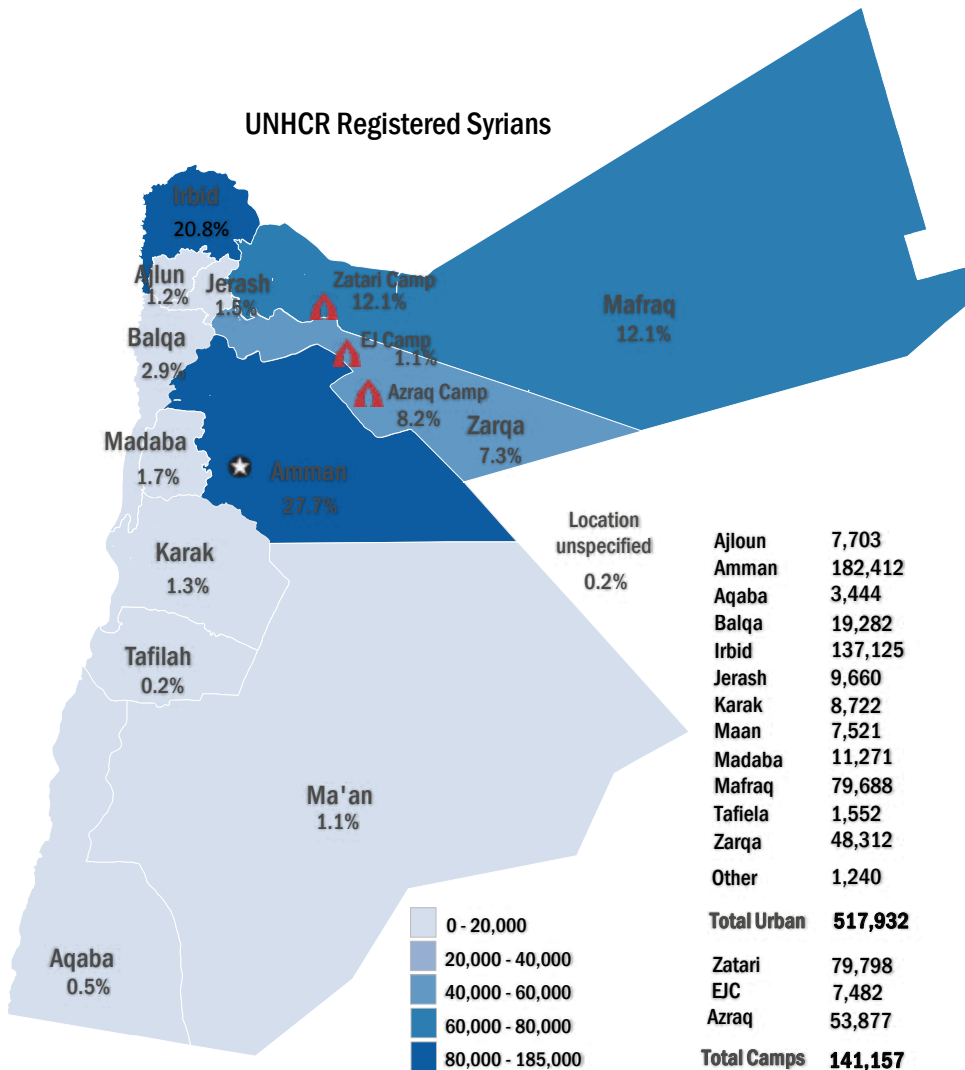 UNHCR Registered Syrians
Irbid
20.8%
Ajlun
1.2%
Jerash
1.5%
Zatari Camp
12.1%
Mafraq
12.1%
EJ Camp
1.1%
Balqa
2.9%
Azraq Camp
8.2%
Zarqa
7.3%
Madaba
1.7%
Amman
27.7%
Location
unspecified
0.2%
Karak
1.3%
Tafilah
0.2%
Ma'an
1.1%
Aqaba
0.5%
Ajloun 7,703
Amman 182,412
Aqaba 3,444
Balqa 19,282
Irbid 137,125
Jerash 9,660
Karak 8,722
Maan 7,521
Madaba 11,271
Mafraq 79,688
Tafiela 1,552
Zarqa 48,312
Other 1,240
Total Urban 517,932
Zatari 79,798
EJC 7,482
Azraq 53,877
Total Camps 141,157
0 - 20,000
20,000 - 40,000
40,000 - 60,000
60,000 - 80,000
80,000 - 185,000